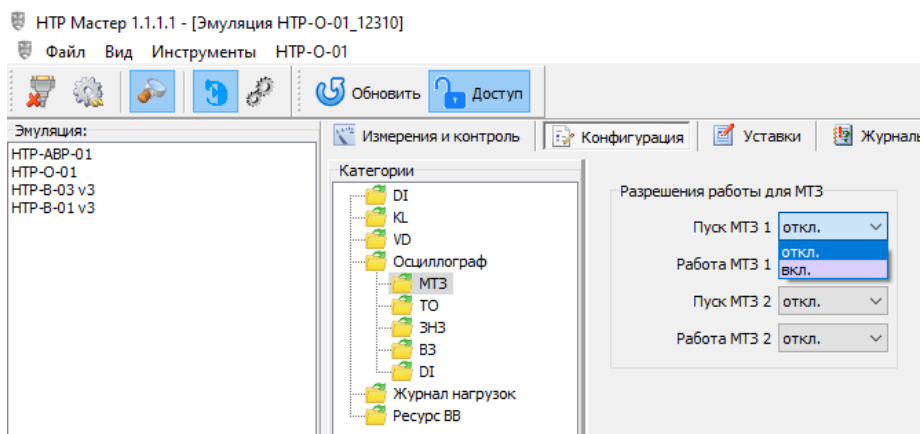 НТР Мастер 1.1.1.1 - [Эмуляция НТР-О-01_12310]
Файл Вид Инструменты НТР-О-01
Обновить Доступ
Эмуляция:
НТР-АВР-01
НТР-О-01
НТР-В-03 v3
НТР-В-01 v3
Измерения и контроль Конфигурация Уставки Журналы
Категории
DI
KL
VD
Осциллограф
МТЗ
ТО
ЗНЗ
ВЗ
DI
Журнал нагрузок
Ресурс ВВ
Разрешения работы для МТЗ
Пуск МТЗ 1 откл.
откл.
Работа МТЗ 1 вкл.
Пуск МТЗ 2 откл.
Работа МТЗ 2 откл.